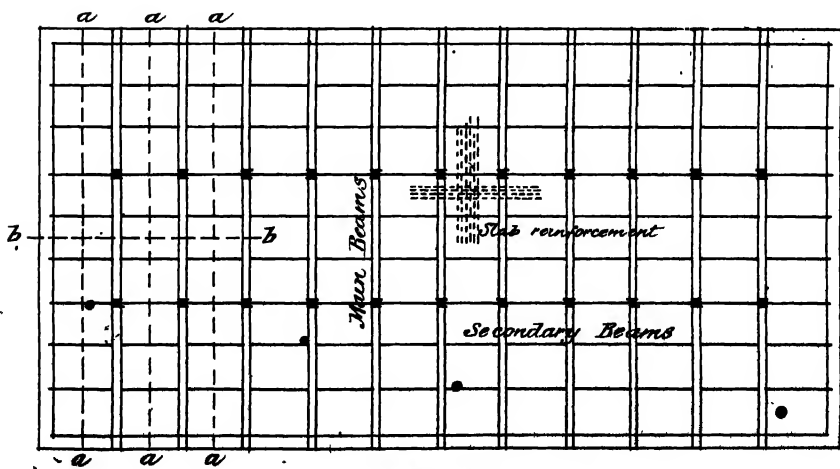 a a a
b b
Slab reinforcement
Main Beams
Secondary Beams
a a a